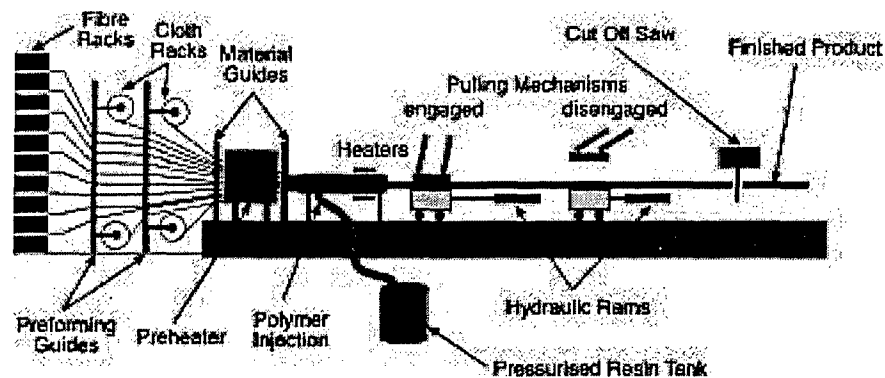 Fibre
Racks
Cloth
Racks
Material
Guides
Cut Off Saw
Finished Product
Pulling Mechanisms
engaged
disengaged
Heaters
Preforming
Guides
Preheater
Polymer
Injection
Hydraulic Rams
Pressurised Resin Tank